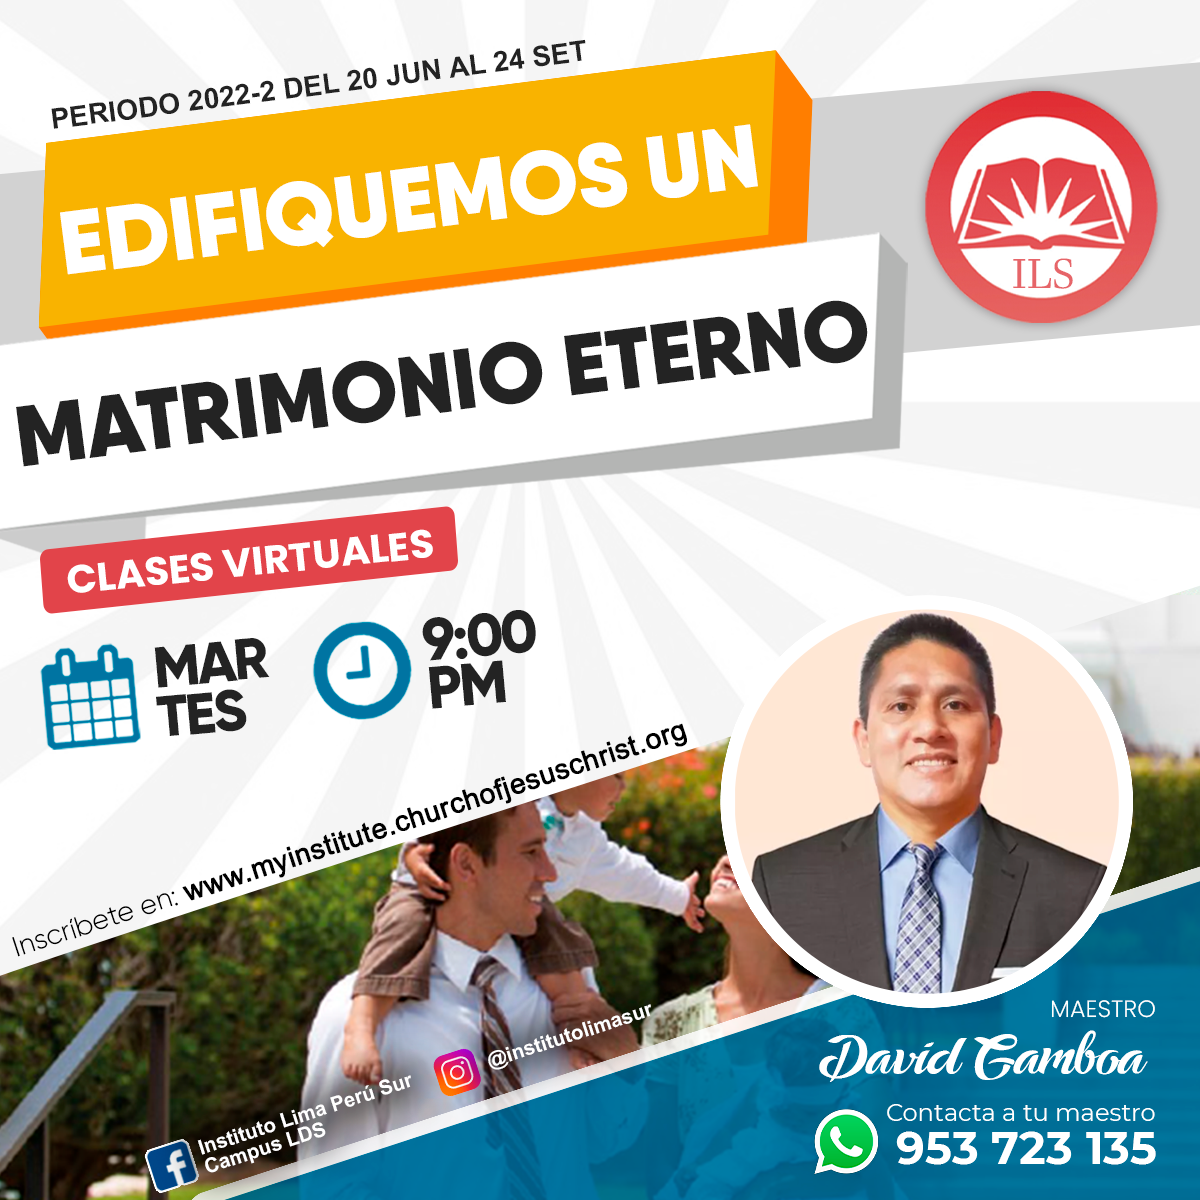 PERIODO 2022-2 DEL 20 JUN AL 24 SET
EDIFIQUEMOS UN
MATRIMONIO ETERNO
ILS
CLASES VIRTUALES
MAR
TES
9:00
PM
Inscríbete en: www.myinstitute.churchofjesuschrist.org
MAESTRO
David Gamboa
Contacta a tu maestro
953 723 135
@institutolimasur
Instituto Lima Perú Sur
Campus LDS